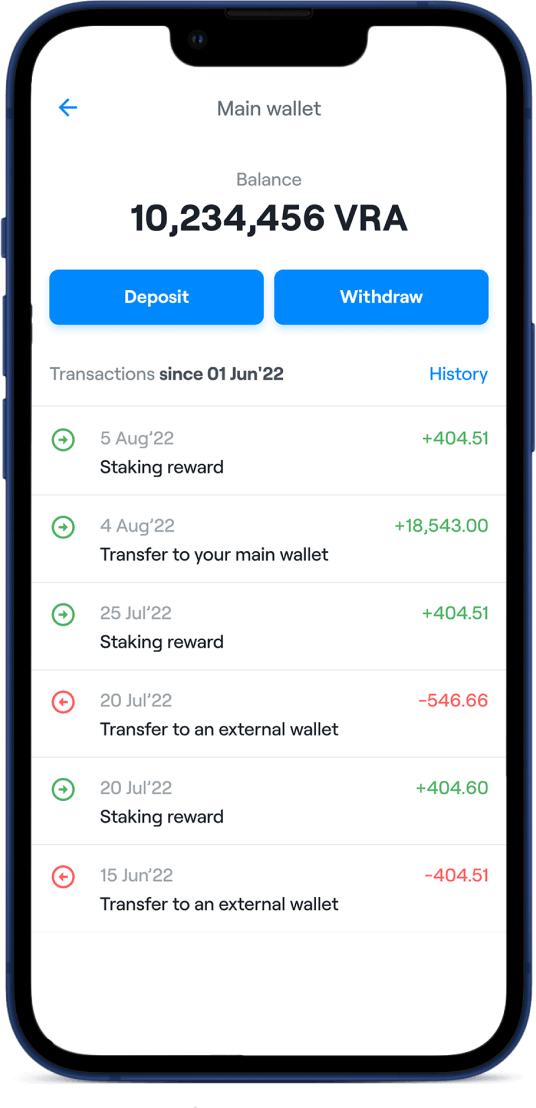 Main wallet
Balance
10,234,456 VRA
Deposit Withdraw
Transactions since 01 Jun'22 History
5 Aug’22 +404.51
Staking reward
4 Aug’22 +18,543.00
Transfer to your main wallet
25 Jul’22 +404.51
Staking reward
20 Jul’22 -546.66
Transfer to an external wallet
20 Jul’22 +404.60
Staking reward
15 Jun’22 -404.51
Transfer to an external wallet